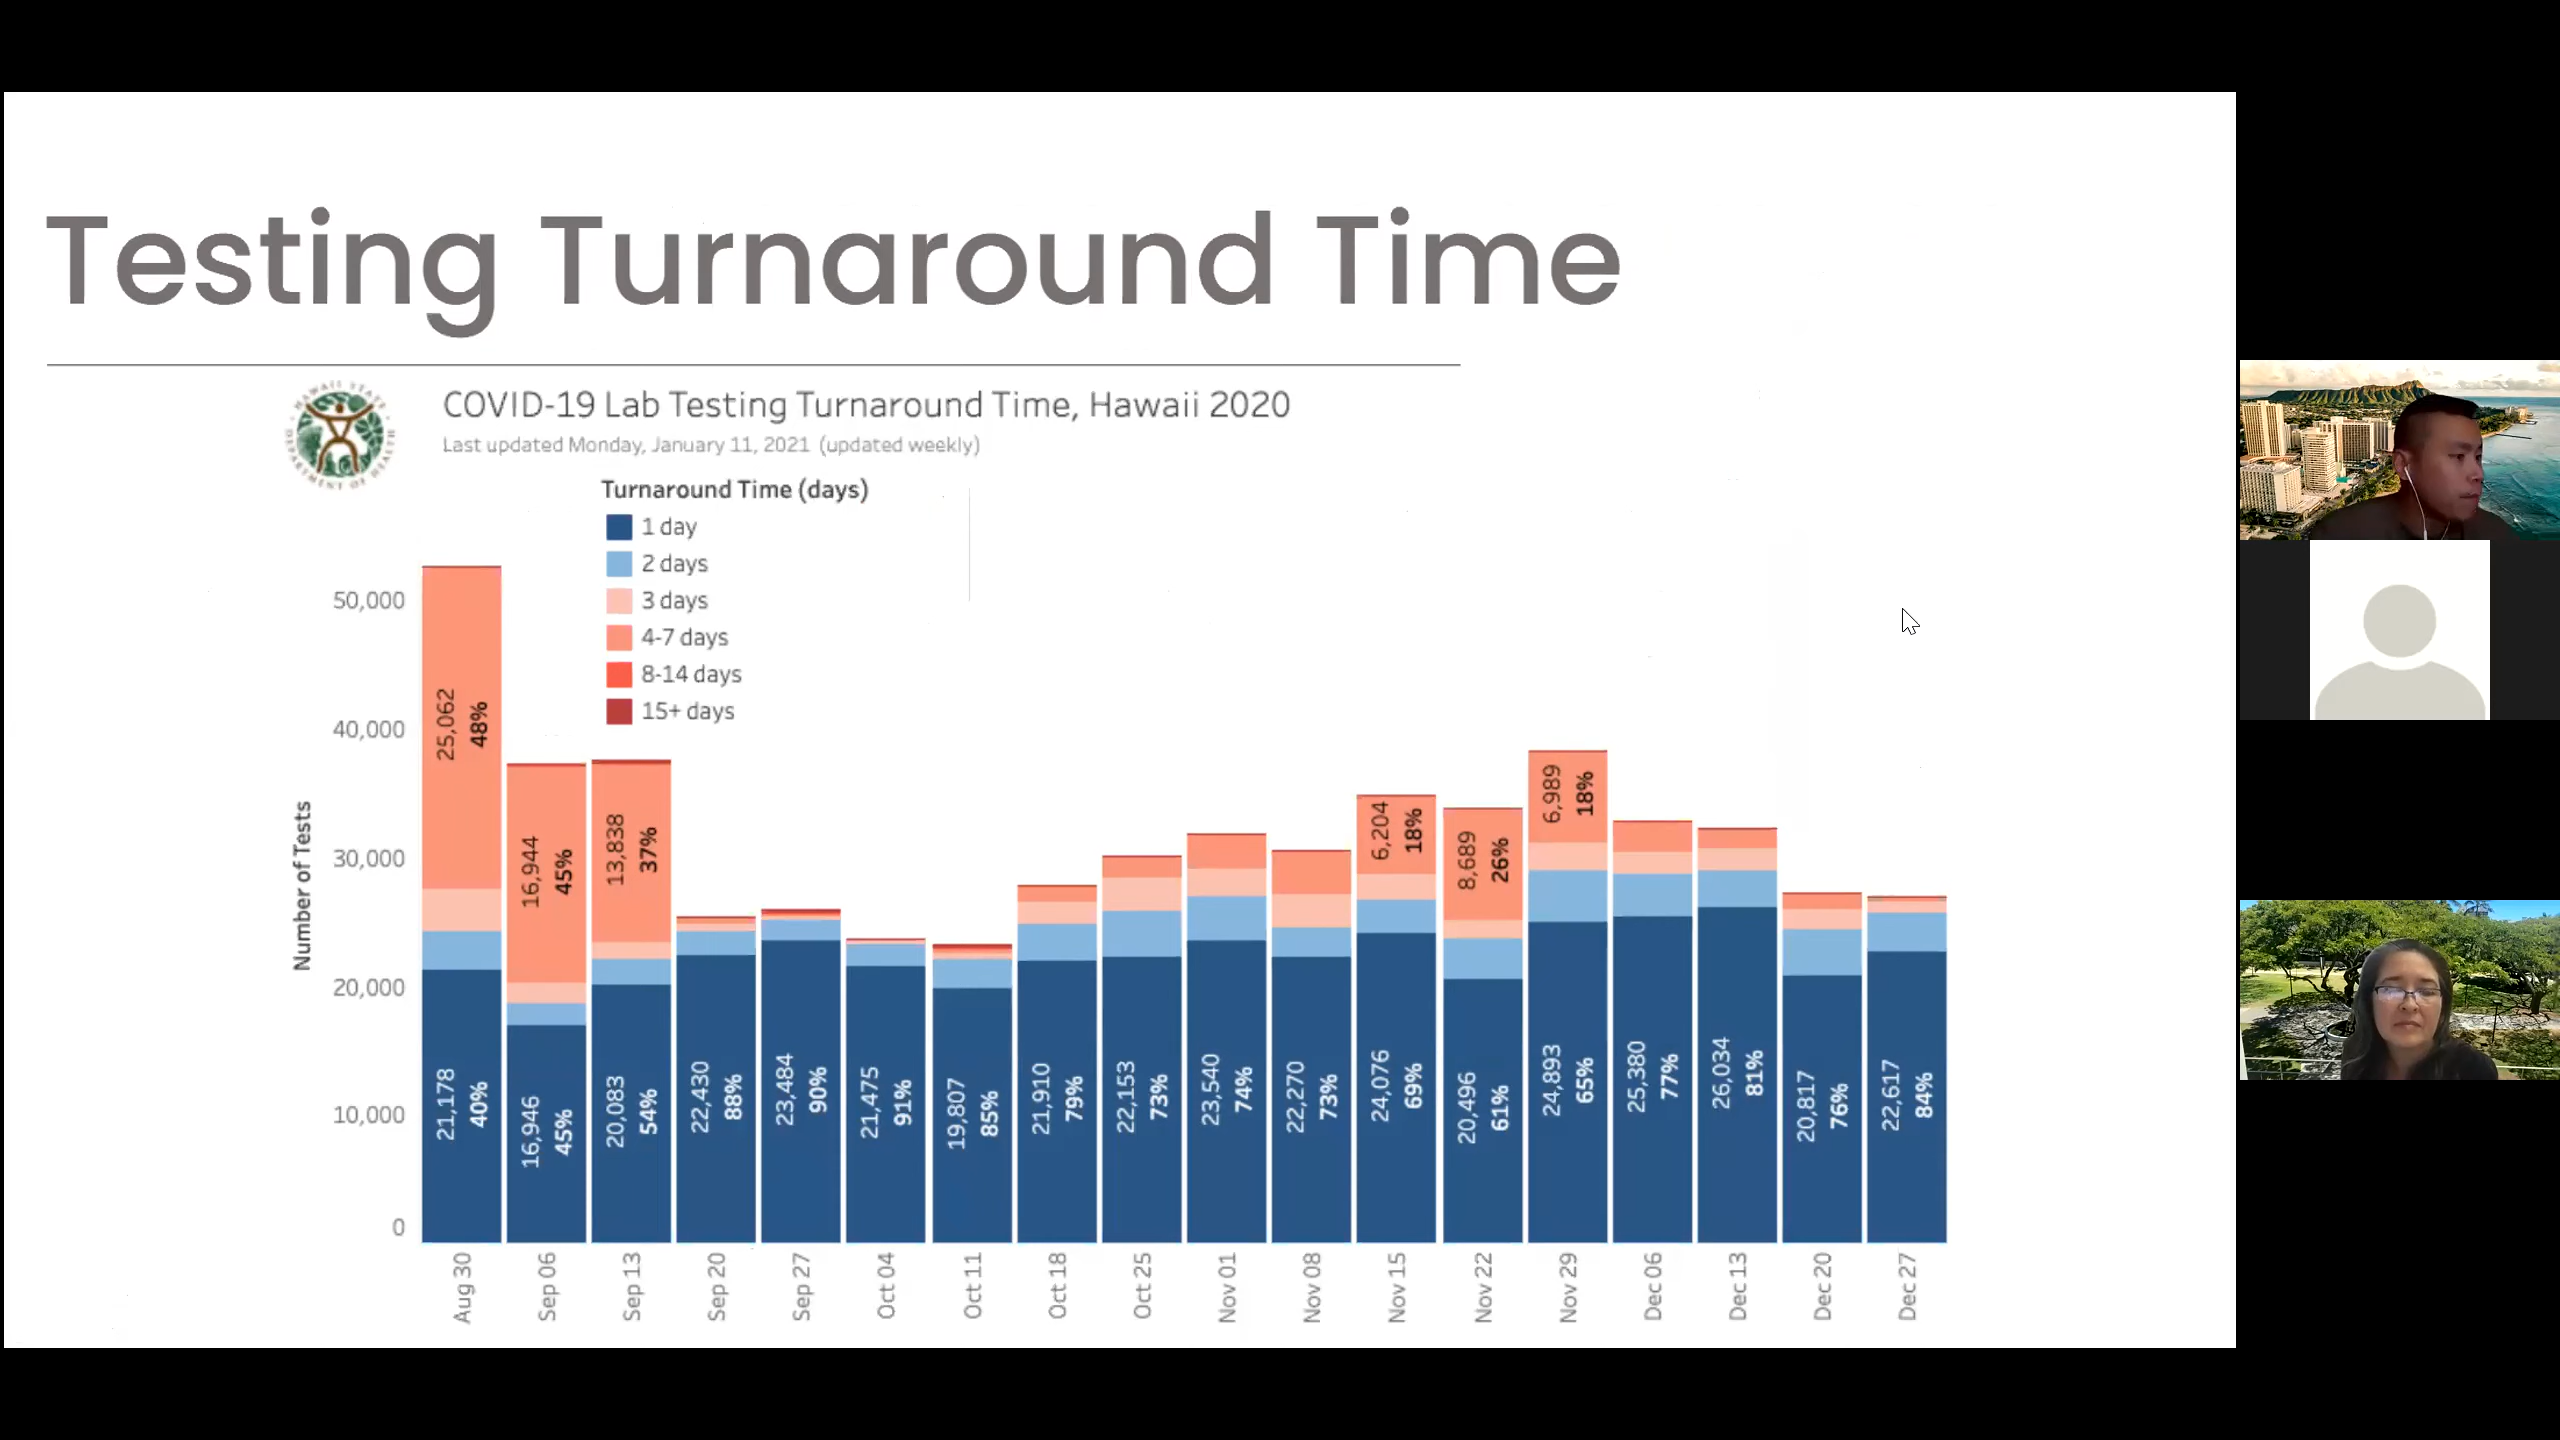 Testing Turnaround Time
HAWAII STATE
DEPARTMENT OF HEALTH
COVID-19 Lab Testing Turnaround Time, Hawaii 2020
Last updated Monday, January 11, 2021 (updated weekly)
Turnaround Time (days)
1 day
2 days
3 days
4-7 days
8-14 days
15+ days
Number of Tests
50,000
40,000
30,000
20,000
10,000
0
25,062
48%
16,944
45%
13,838
37%
6,204
18%
8,689
26%
6,989
18%
21,178
40%
16,946
45%
20,083
54%
22,430
88%
23,484
90%
21,475
91%
19,807
85%
21,910
79%
22,153
73%
23,540
74%
22,270
73%
24,076
69%
20,496
61%
24,893
65%
25,380
77%
26,034
81%
20,817
76%
22,617
84%
Aug 30
Sep 06
Sep 13
Sep 20
Sep 27
Oct 04
Oct 11
Oct 18
Oct 25
Nov 01
Nov 08
Nov 15
Nov 22
Nov 29
Dec 06
Dec 13
Dec 20
Dec 27